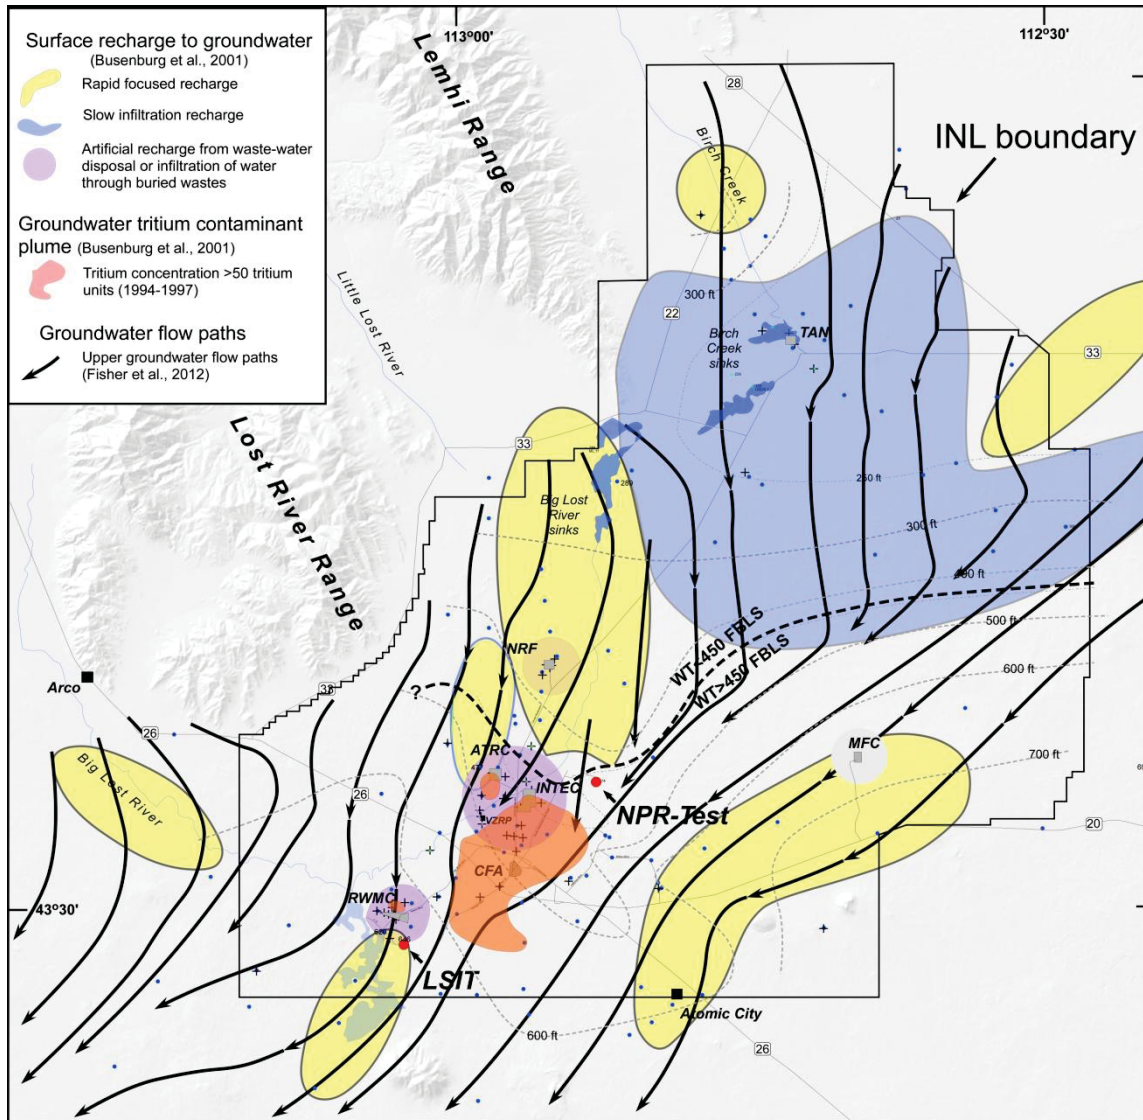 Surface recharge to groundwater
(Busenburg et al., 2001)
Rapid focused recharge
Slow infiltration recharge
Artificial recharge from waste-water
disposal or infiltration of water
through buried wastes
Groundwater tritium contaminant
plume (Busenburg et al., 2001)
Tritium concentration >50 tritium
units (1994-1997)
Groundwater flow paths
Upper groundwater flow paths
(Fisher et al., 2012)
113°00'
112°30'
Lemhi Range
28
Birch Creek
INL boundary
Little Lost River
300 ft
22
Birch
Creek
sinks
TAN
33
Lost River Range
33
289
Big Lost
River
sinks
250 ft
300 ft
400 ft
500 ft
WT<450 FBLS
WT>450 FBLS
600 ft
NRF
?
Arco
33
26
700 ft
MFC
Big Lost River
ATRC
INTEC
26
VZRP
NPR-Test
20
CFA
43°30'
RWMC
LSIT
Atomic City
600 ft
26